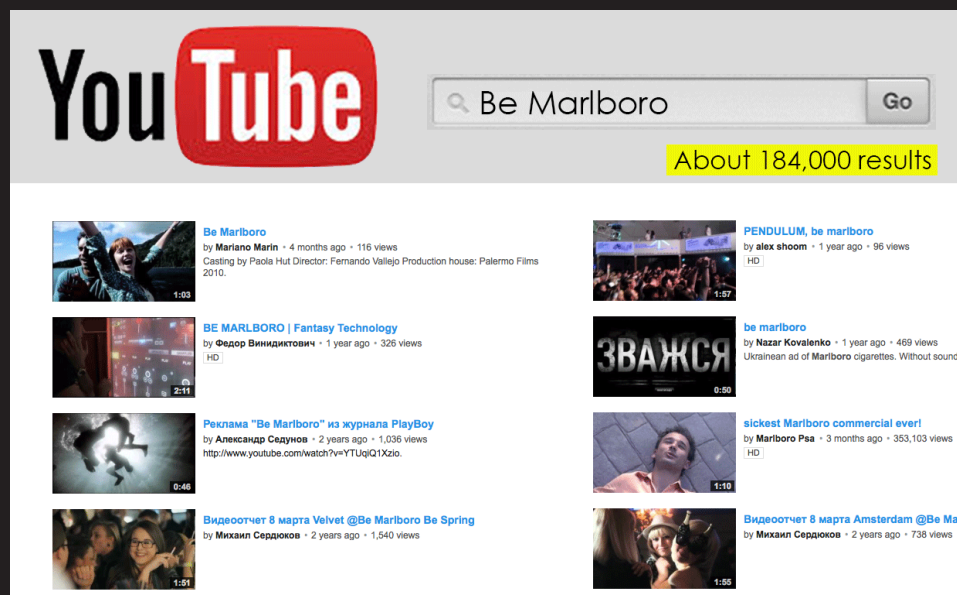 YouTube
Be Marlboro
Go
About 184,000 results
1:03
Be Marlboro
by Mariano Marin • 4 months ago • 116 views
Casting by Paola Hut Director: Fernando Vallejo Production house: Palermo Films
2010.
2:11
BE MARLBORO | Fantasy Technology
by Федор Винидиктович • 1 year ago • 326 views
HD
0:46
Реклама "Be Marlboro" из журнала PlayBoy
by Александр Седунов • 2 years ago • 1,036 views
http://www.youtube.com/watch?v=YTUqiQ1Xzio.
1:51
Видеоотчет 8 марта Velvet @Be Marlboro Be Spring
by Михаил Сердюков • 2 years ago • 1,540 views
1:57
PENDULUM, be marlboro
by alex shoom • 1 year ago • 96 views
HD
ЗВАЖСЯ
0:50
be marlboro
by Nazar Kovalenko • 1 year ago • 469 views
Ukrainean ad of Marlboro cigarettes. Without sound
1:10
sickest Marlboro commercial ever!
by Marlboro Psa • 3 months ago • 353,103 views
HD
1:55
Видеоотчет 8 марта Amsterdam @Be Ma
by Михаил Сердюков • 2 years ago • 738 views